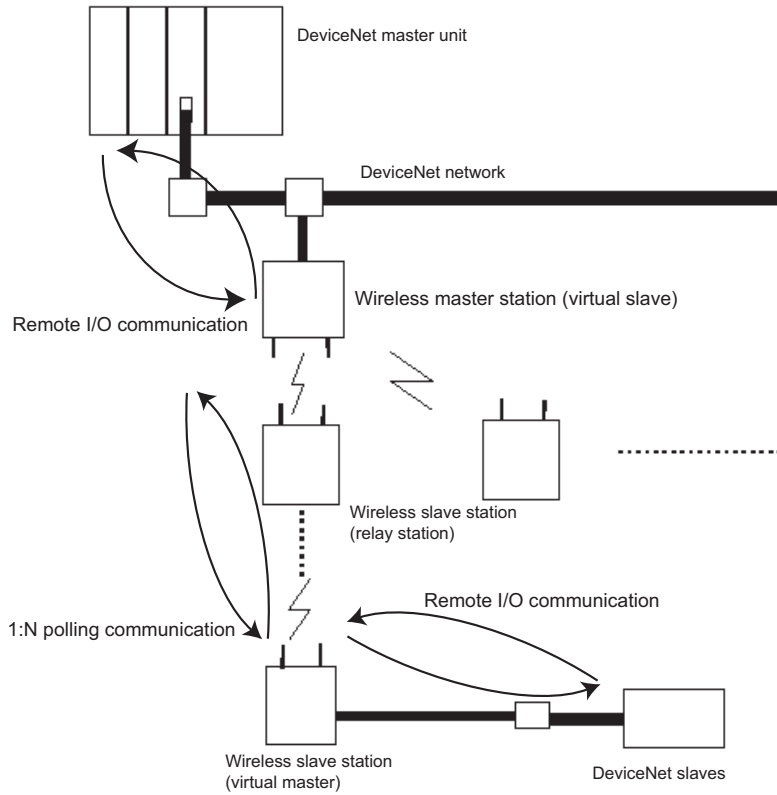 DeviceNet master unit
DeviceNet network
Wireless master station (virtual slave)
Remote I/O communication
Wireless slave station
(relay station)
Remote I/O communication
1:N polling communication
Wireless slave station
(virtual master)
DeviceNet slaves